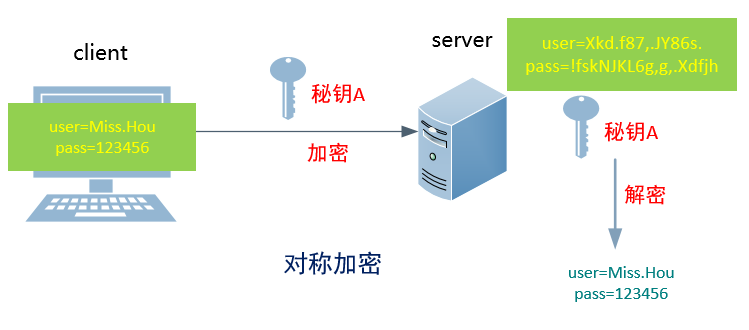 client
user=Miss.Hou
pass=123456
秘钥A
加密
server
user=Xkd.f87,.JY86s.
pass=!fskNJKL6g,g,.Xdfjh
秘钥A
解密
user=Miss.Hou
pass=123456
对称加密